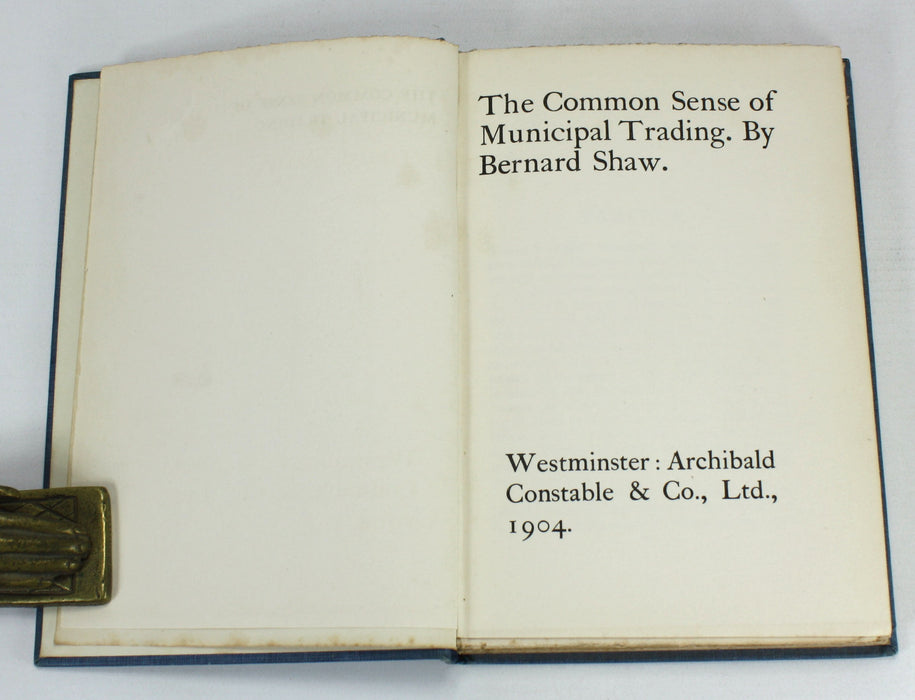 The Common Sense of
Municipal Trading. By
Bernard Shaw.
Westminster: Archibald
Constable & Co., Ltd.,
1904.